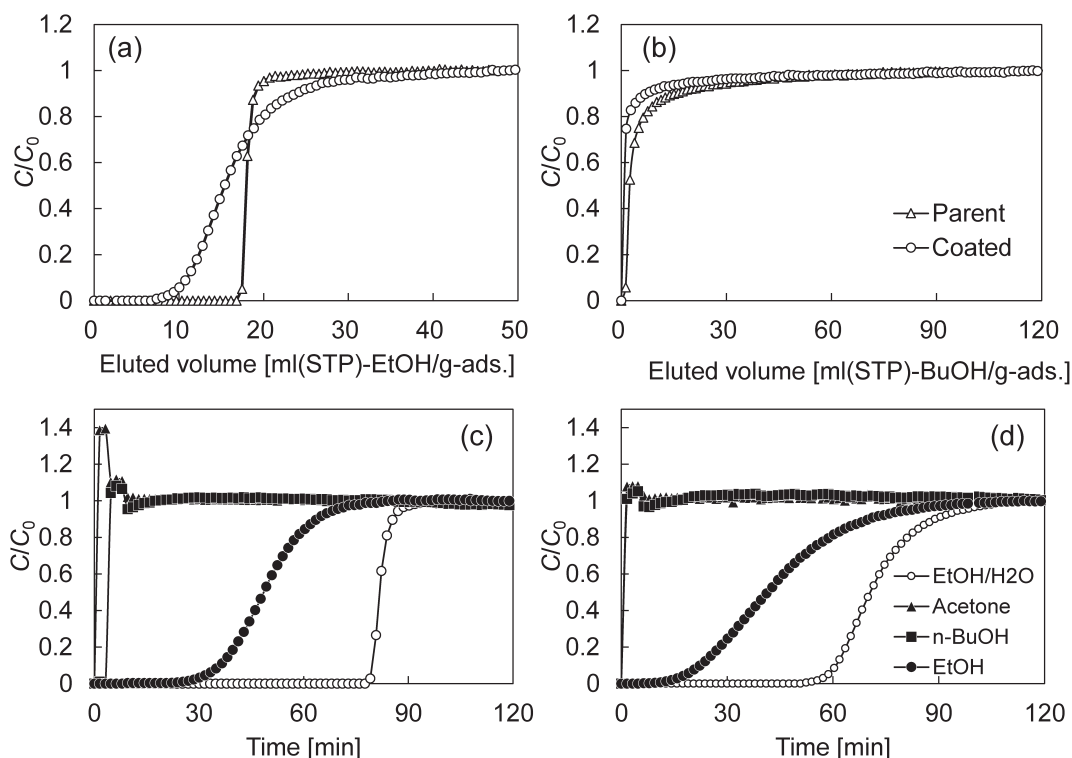 (a)
1.2
1
0.8
0.6
0.4
0.2
0
C/C0
0 10 20 30 40 50
Eluted volume [ml(STP)-EtOH/g-ads.]
(b)
1.2
1
0.8
0.6
0.4
0.2
0
C/C0
Parent
Coated
0 30 60 90 120
Eluted volume [ml(STP)-BuOH/g-ads.]
(c)
1.4
1.2
1
0.8
0.6
0.4
0.2
0
C/C0
0 30 60 90 120
Time [min]
(d)
1.4
1.2
1
0.8
0.6
0.4
0.2
0
C/C0
EtOH/H2O
Acetone
n-BuOH
EtOH
0 30 60 90 120
Time [min]